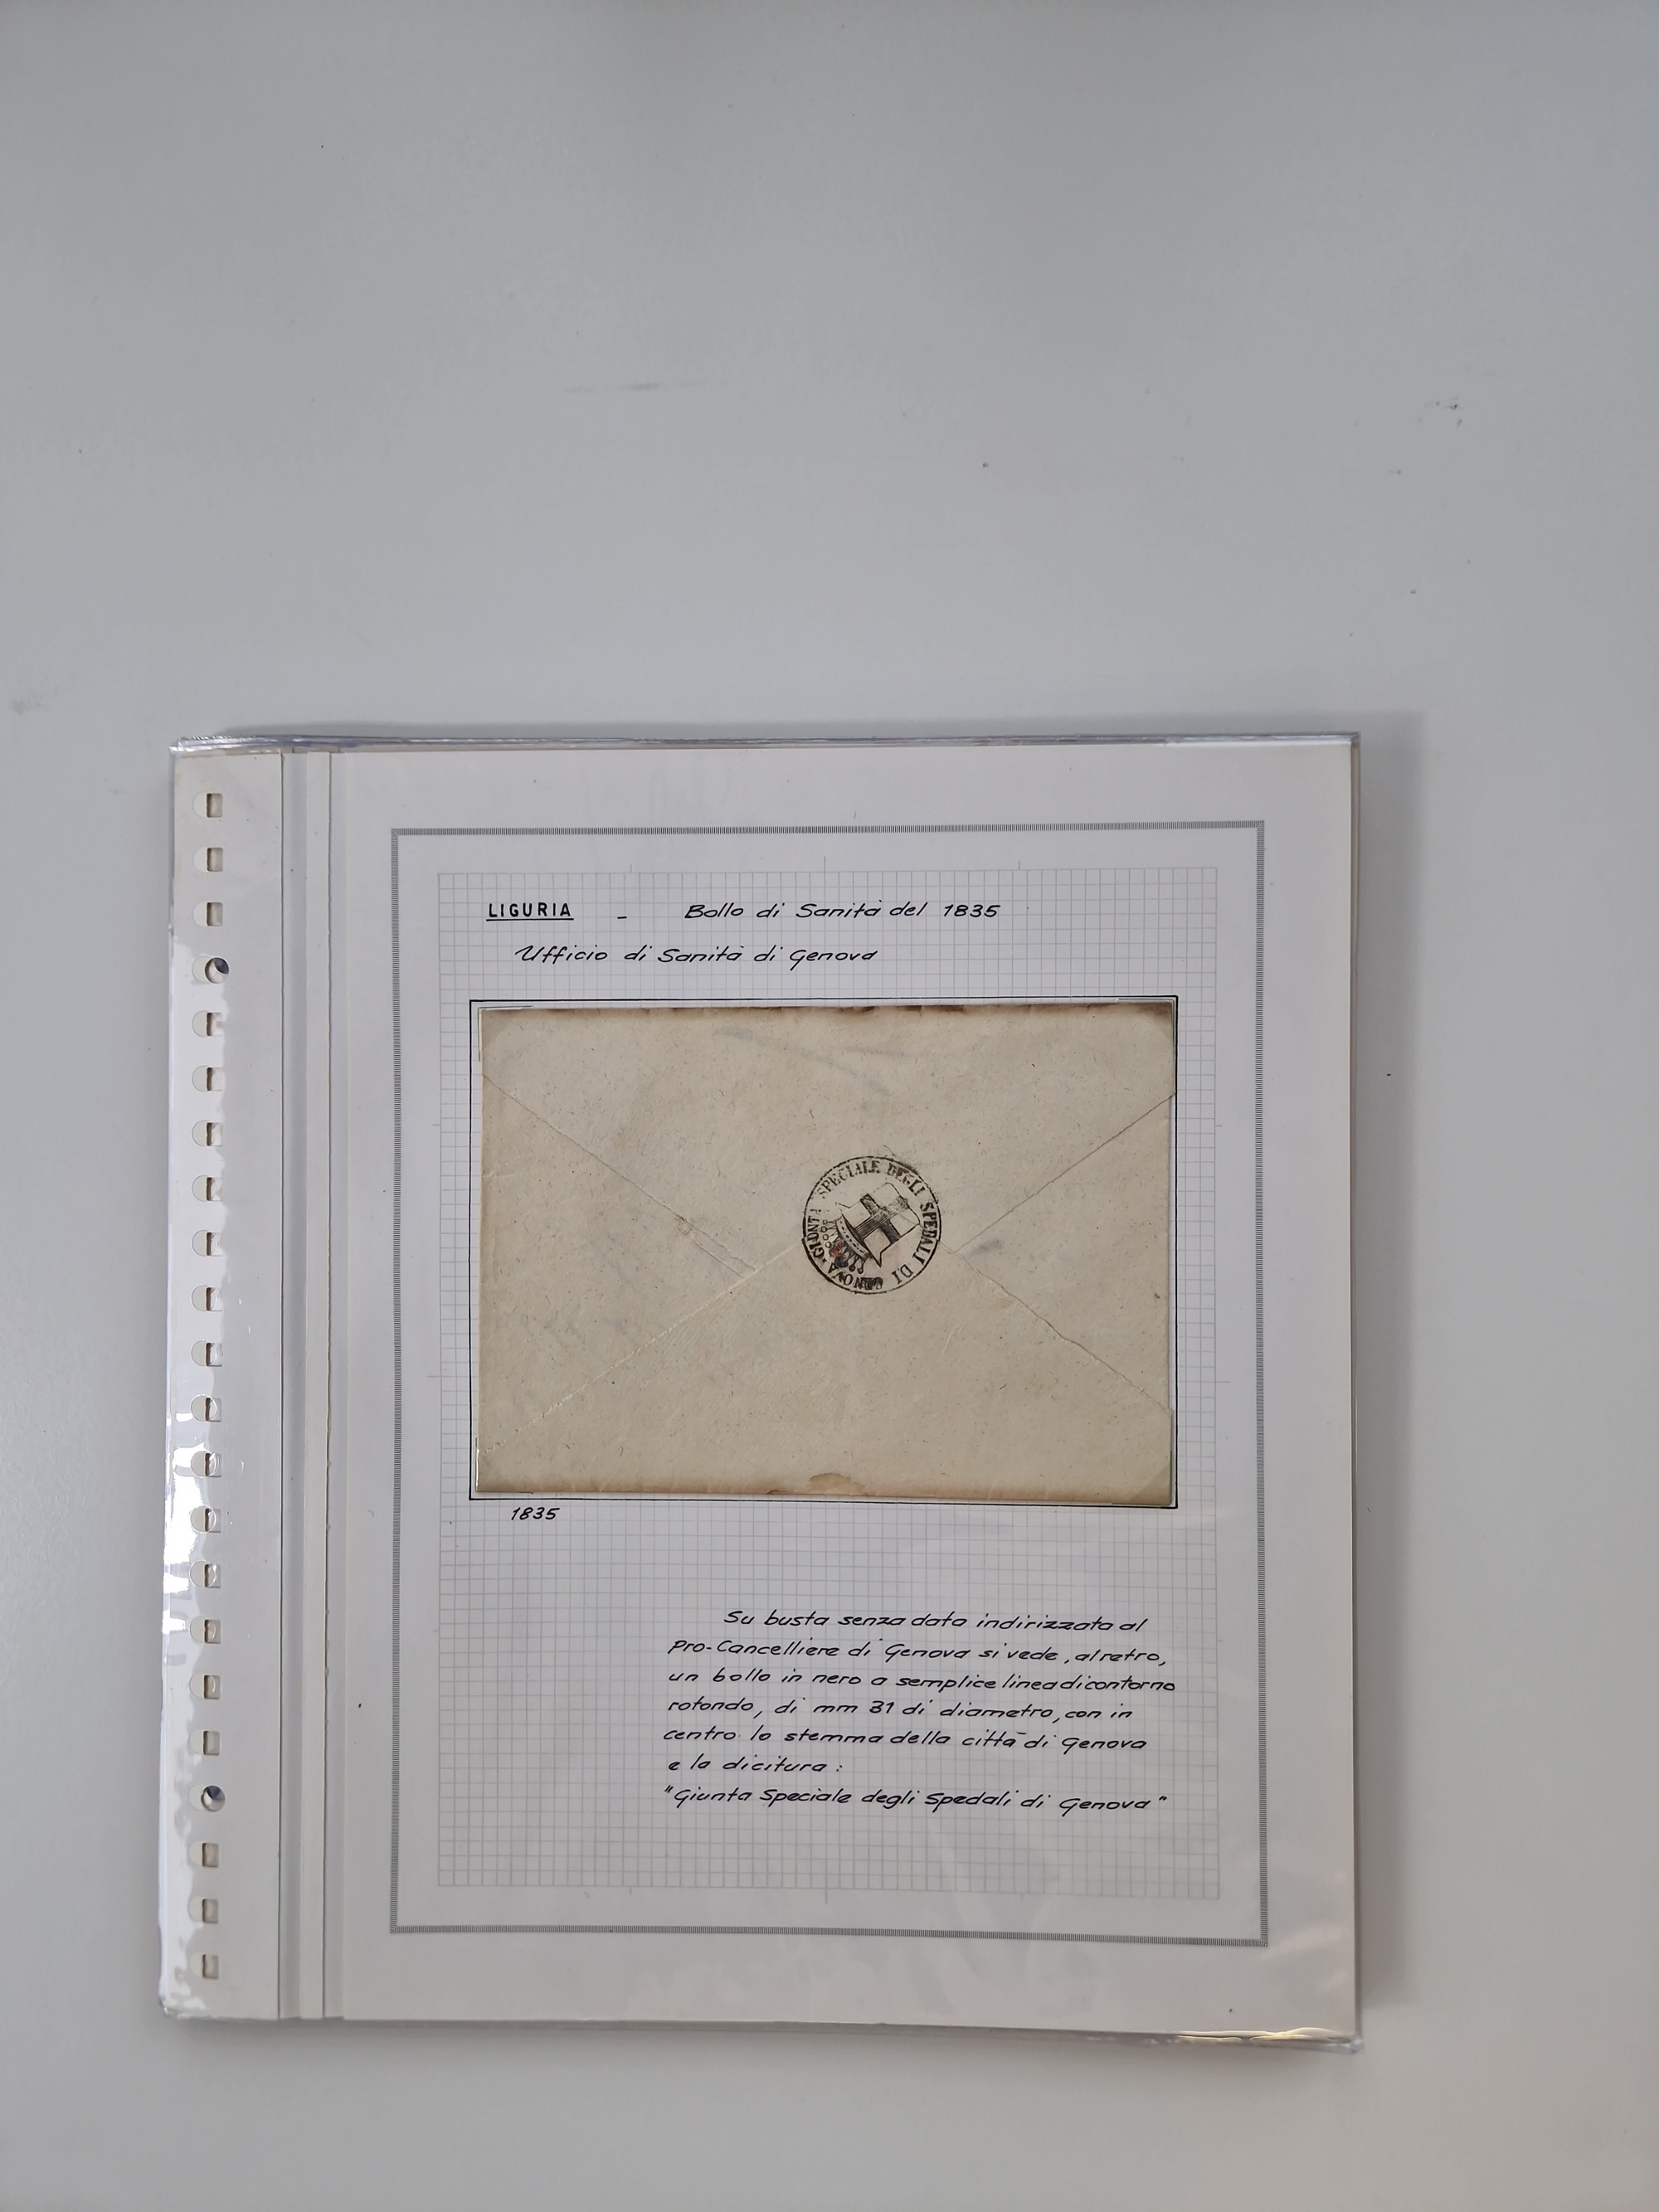 LIGURIA - Bollo di Sanità del 1835
Ufficio di Sanità di Genova
GIUNTA SPECIALE DEGLI SPEDALI DI GENOVA
1835
Su busta senza data indirizzata al
Pro-Cancelliere di Genova si vede, al retro,
un bollo in nero a semplice linea di contorno
rotondo, di mm 31 di diametro, con in
centro lo stemma della città di Genova
e la dicitura:
"Giunta Speciale degli Spedali di Genova"